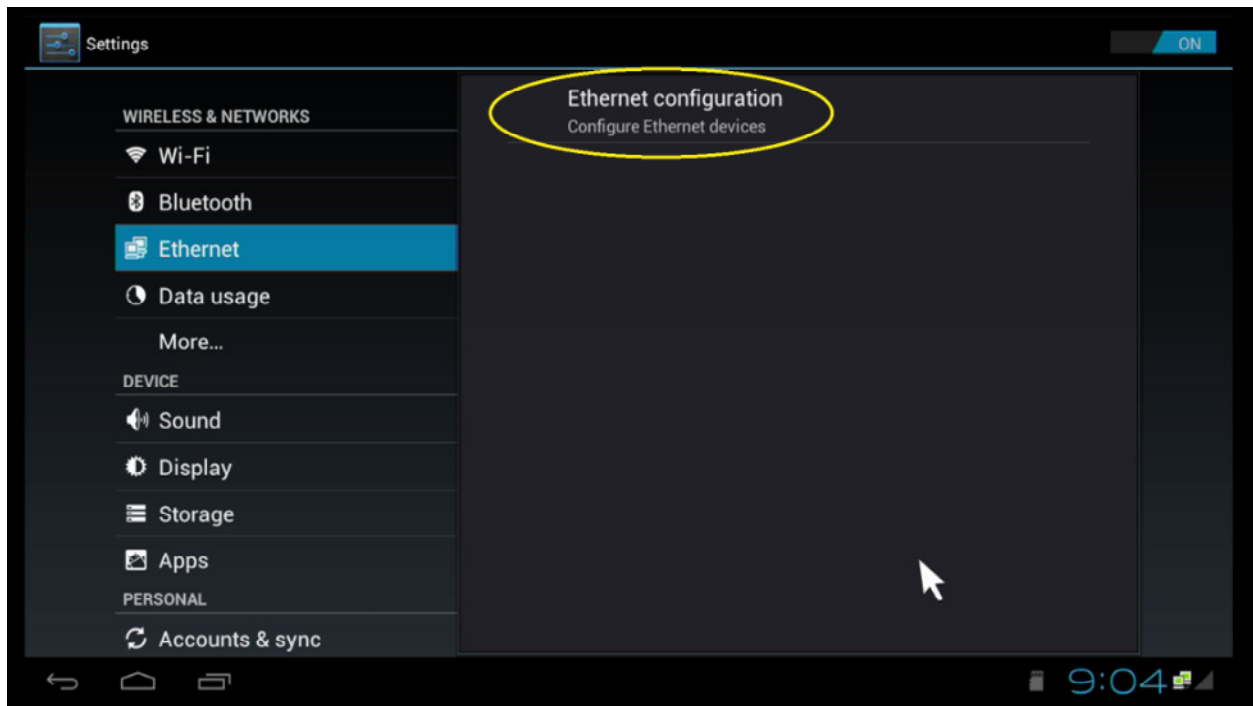 Settings
ON
WIRELESS & NETWORKS
Wi-Fi
Bluetooth
Ethernet
Data usage
More...
DEVICE
Sound
Display
Storage
Apps
PERSONAL
Accounts & sync
Ethernet configuration
Configure Ethernet devices
9:04